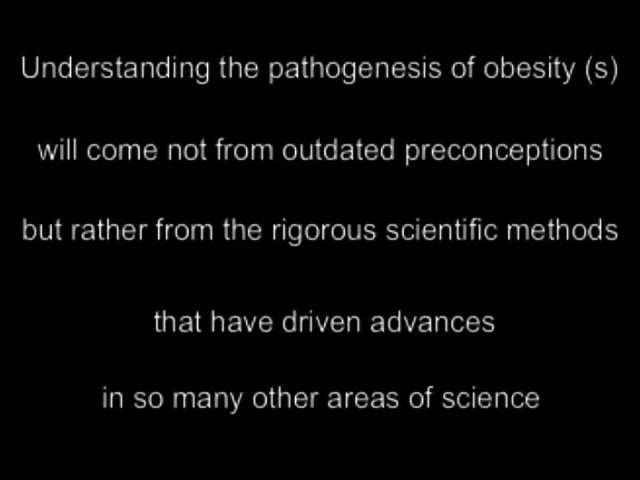 Understanding the pathogenesis of obesity (s)
will come not from outdated preconceptions
but rather from the rigorous scientific methods
that have driven advances
in so many other areas of science